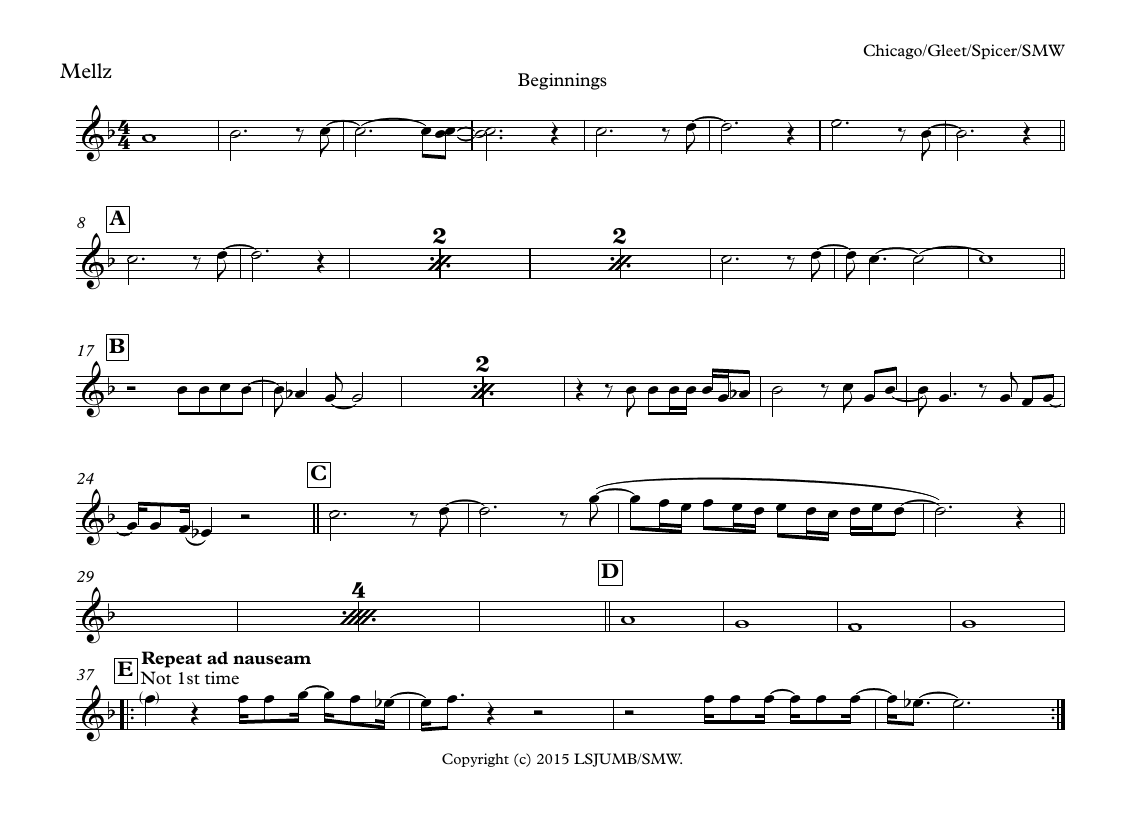 Chicago/Gleet/Spicer/SMW
Mellz
Beginnings
4
4
8
A
2
2
17
B
2
24
C
29
4
D
37
E
Repeat ad nauseam
Not 1st time
Copyright (c) 2015 LSJUMB/SMW.